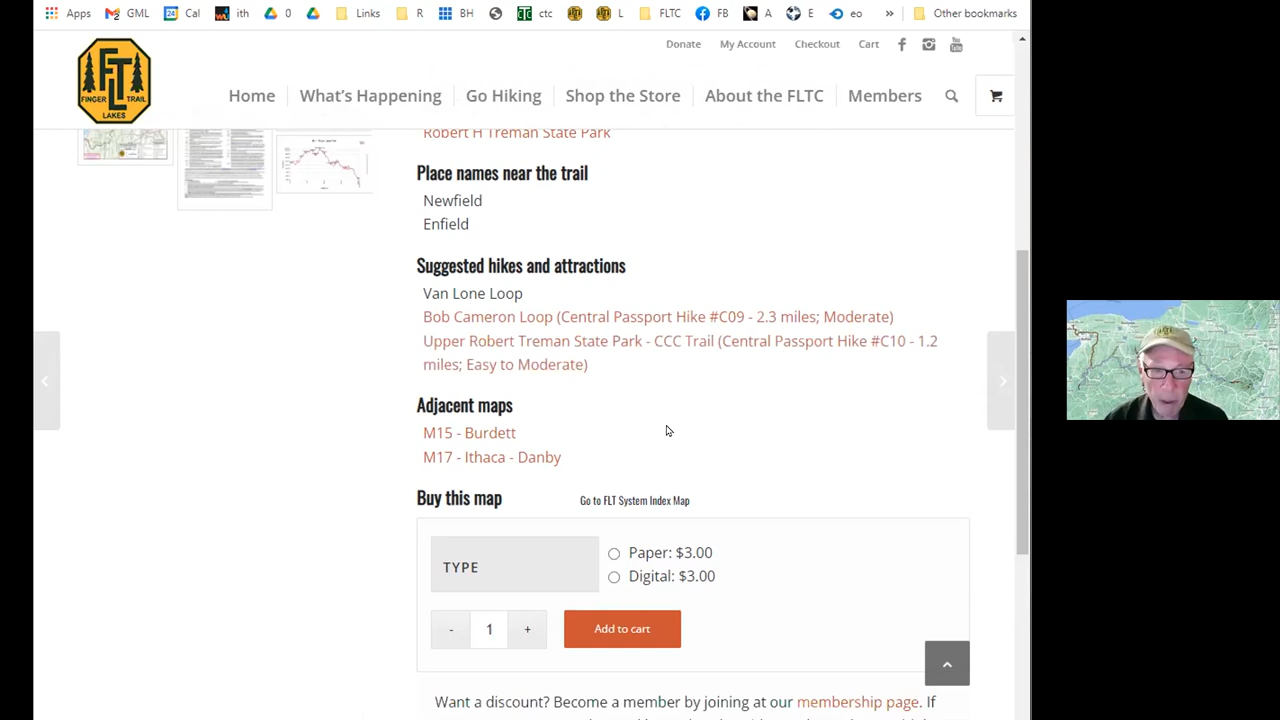 Apps GML Cal ith 0 Links R BH ctc L FLTC FB A E eo » Other bookmarks
Donate My Account Checkout Cart You Tube
FLT FINGER TRAIL LAKES
Home What's Happening Go Hiking Shop the Store About the FLTC Members
Robert H Treman State Park
Place names near the trail
Newfield
Enfield
Suggested hikes and attractions
Van Lone Loop
Bob Cameron Loop (Central Passport Hike #C09 - 2.3 miles; Moderate)
Upper Robert Treman State Park - CCC Trail (Central Passport Hike #C10 - 1.2
miles; Easy to Moderate)
Adjacent maps
M15 - Burdett
M17 - Ithaca - Danby
Buy this map Go to FLT System Index Map
TYPE
Paper: $3.00
Digital: $3.00
- 1 + Add to cart
Want a discount? Become a member by joining at our membership page. If